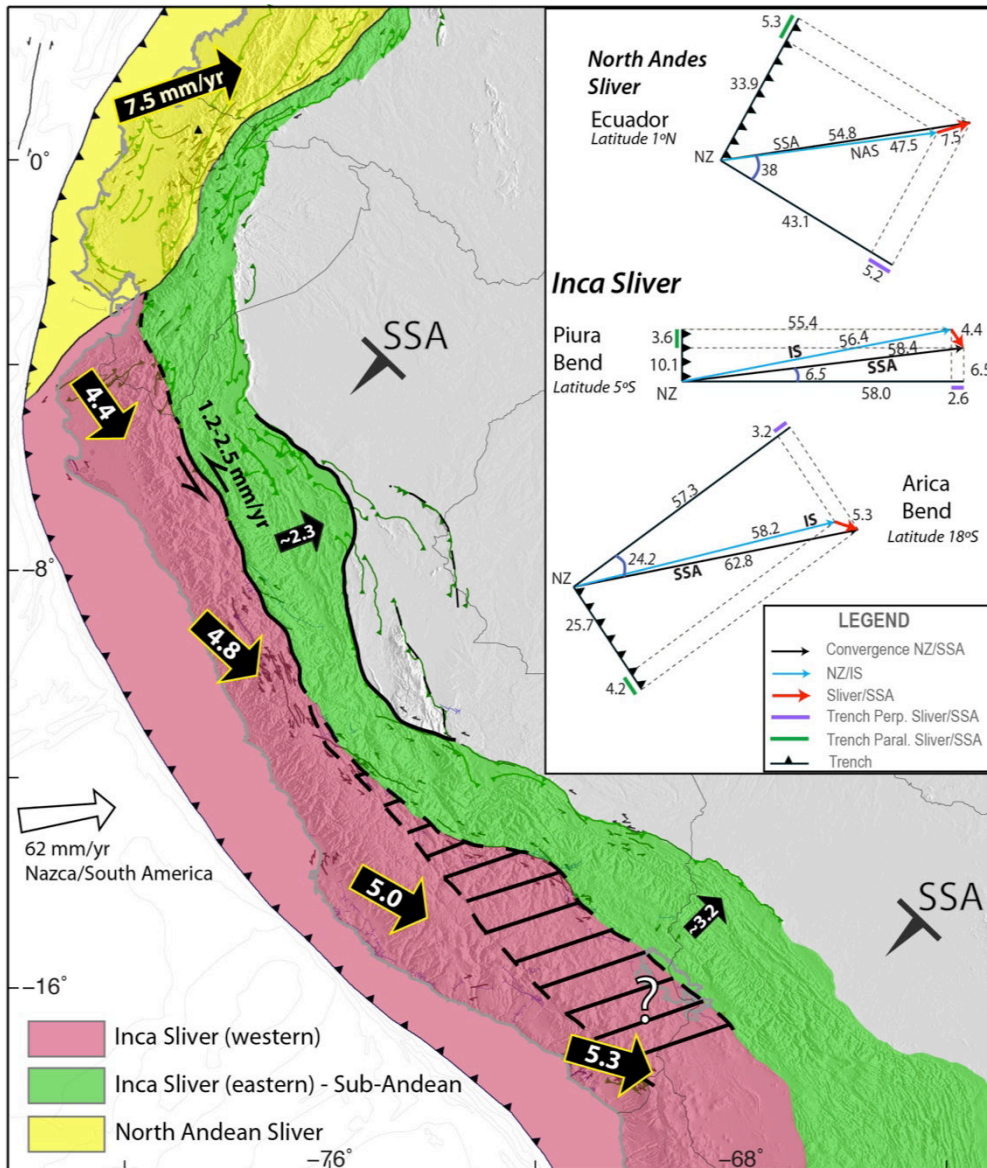 7.5 mm/yr
0°
SSA
4.4
1.2-2.5 mm/yr
~2.3
−8°
4.8
62 mm/yr
Nazca/South America
5.0
~3.2
SSA
−16°
?
5.3
Inca Sliver (western)
Inca Sliver (eastern) - Sub-Andean
North Andean Sliver
−76°
−68°
North Andes
Sliver
Ecuador
Latitude 1ºN
5.3
33.9
SSA
54.8
NAS
47.5
7.5
NZ
38
43.1
5.2
Inca Sliver
Piura
Bend
Latitude 5ºS
3.6
10.1
55.4
56.4
IS
4.4
58.4
SSA
6.5
6.5
NZ
58.0
2.6
Arica
Bend
Latitude 18ºS
3.2
57.3
IS
5.3
58.2
24.2
62.8
SSA
NZ
25.7
4.2
LEGEND
Convergence NZ/SSA
NZ/IS
Sliver/SSA
Trench Perp. Sliver/SSA
Trench Paral. Sliver/SSA
Trench